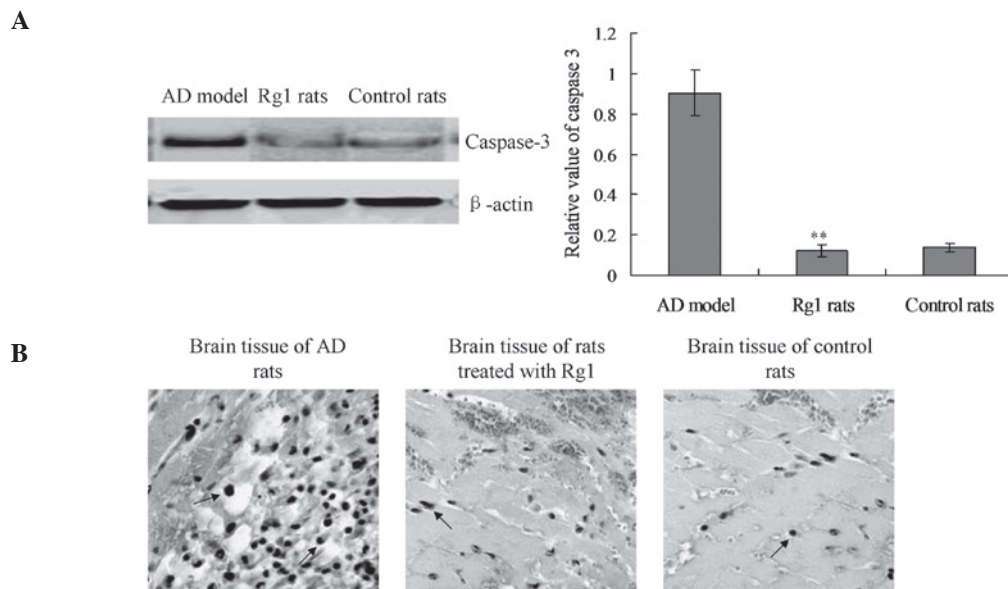 A
AD model Rg1 rats Control rats
Caspase-3
β-actin
Relative value of caspase 3
1.2
1
0.8
0.6
0.4
0.2
0
**
AD model Rg1 rats Control rats
B
Brain tissue of AD
rats
Brain tissue of rats
treated with Rg1
Brain tissue of control
rats